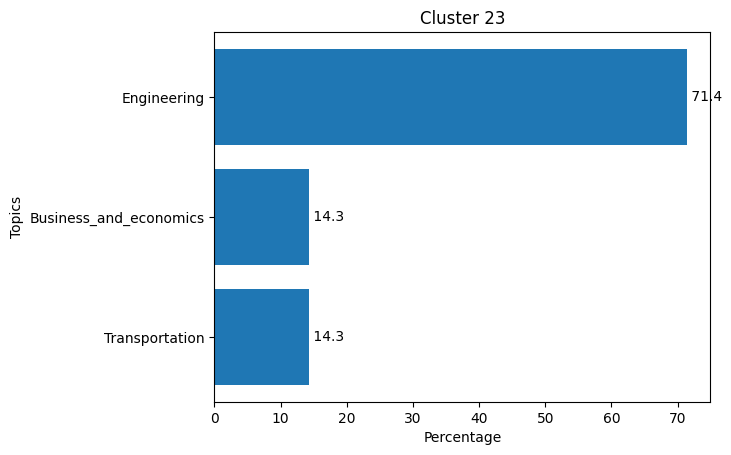 Cluster 23
Topics
Engineering
71.4
Business_and_economics
14.3
Transportation
14.3
0 10 20 30 40 50 60 70
Percentage